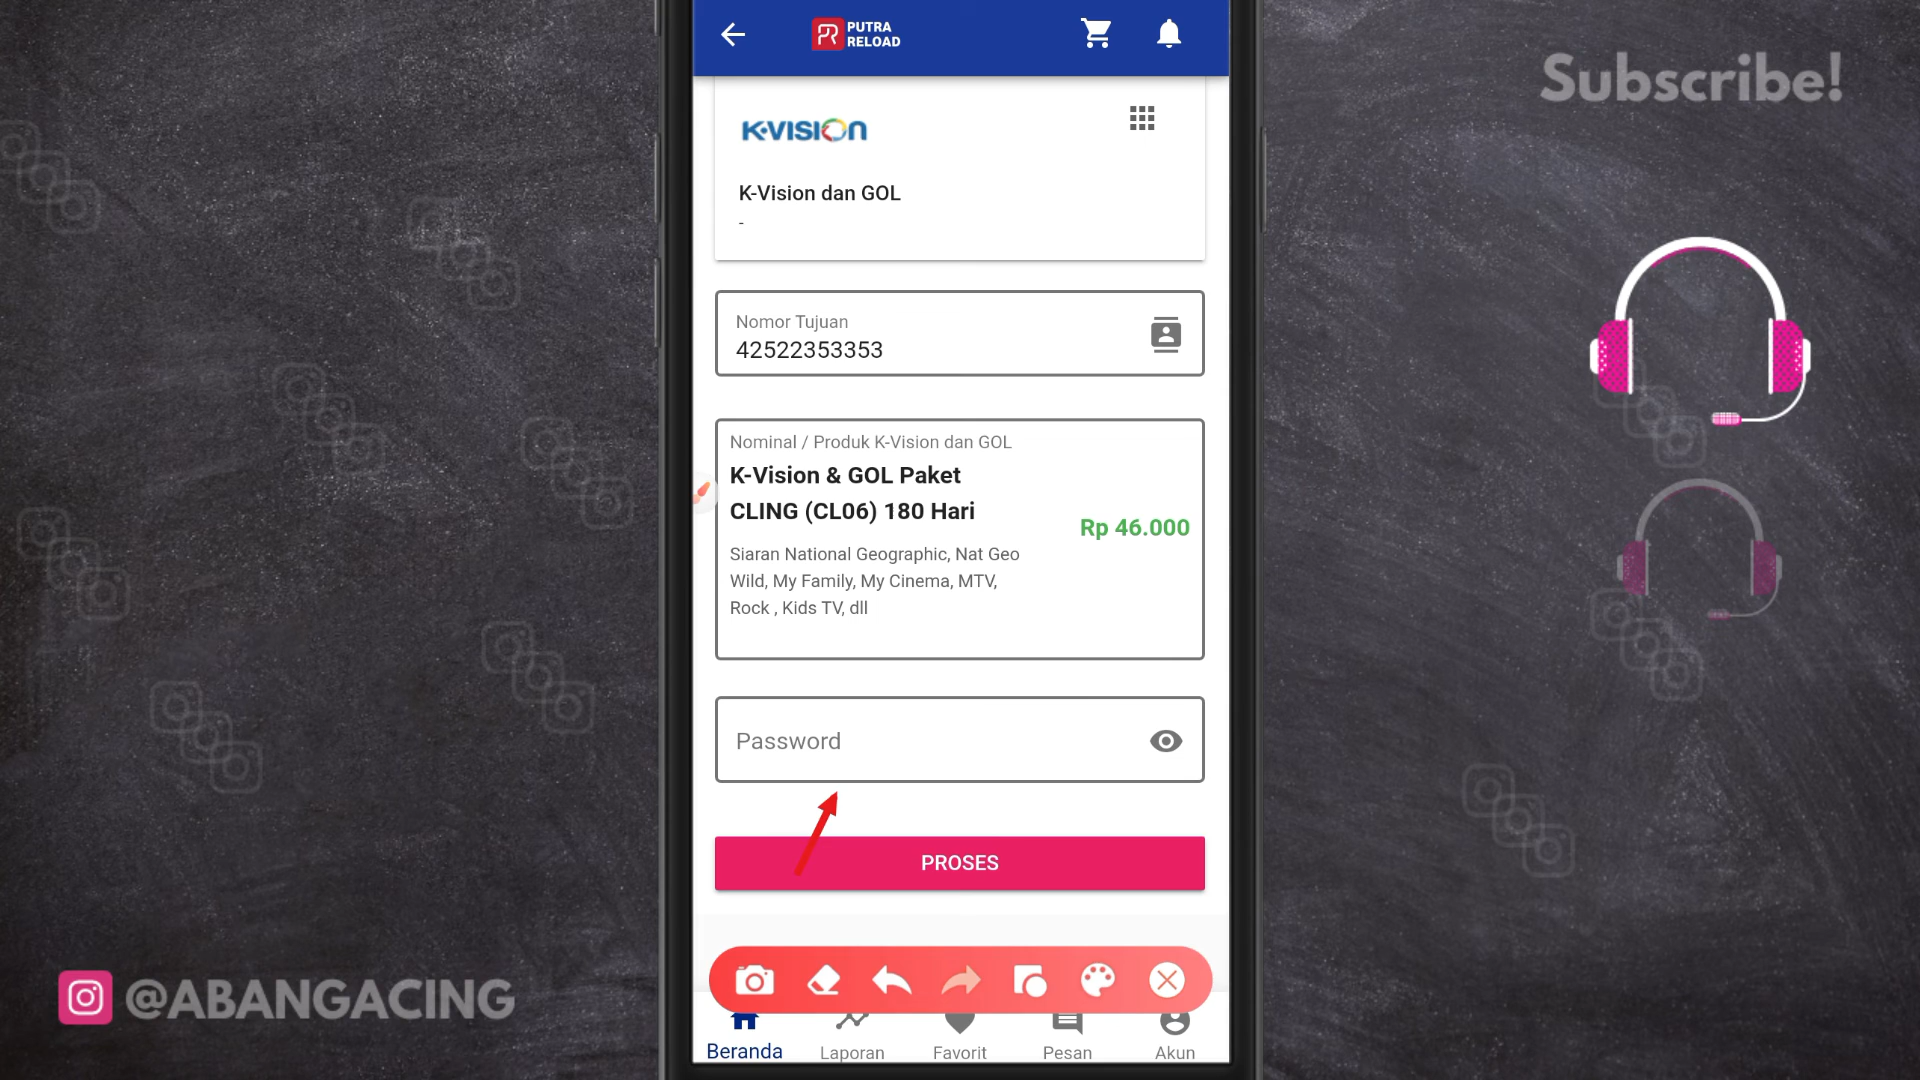 PUTRA
RELOAD
Subscribe!
K-VISION
K-Vision dan GOL
-
Nomor Tujuan
42522353353
Nominal / Produk K-Vision dan GOL
K-Vision & GOL Paket
CLING (CL06) 180 Hari
Rp 46.000
Siaran National Geographic, Nat Geo
Wild, My Family, My Cinema, MTV,
Rock , Kids TV, dll
Password
PROSES
@ABANGACING
Beranda
Laporan
Favorit
Pesan
Akun